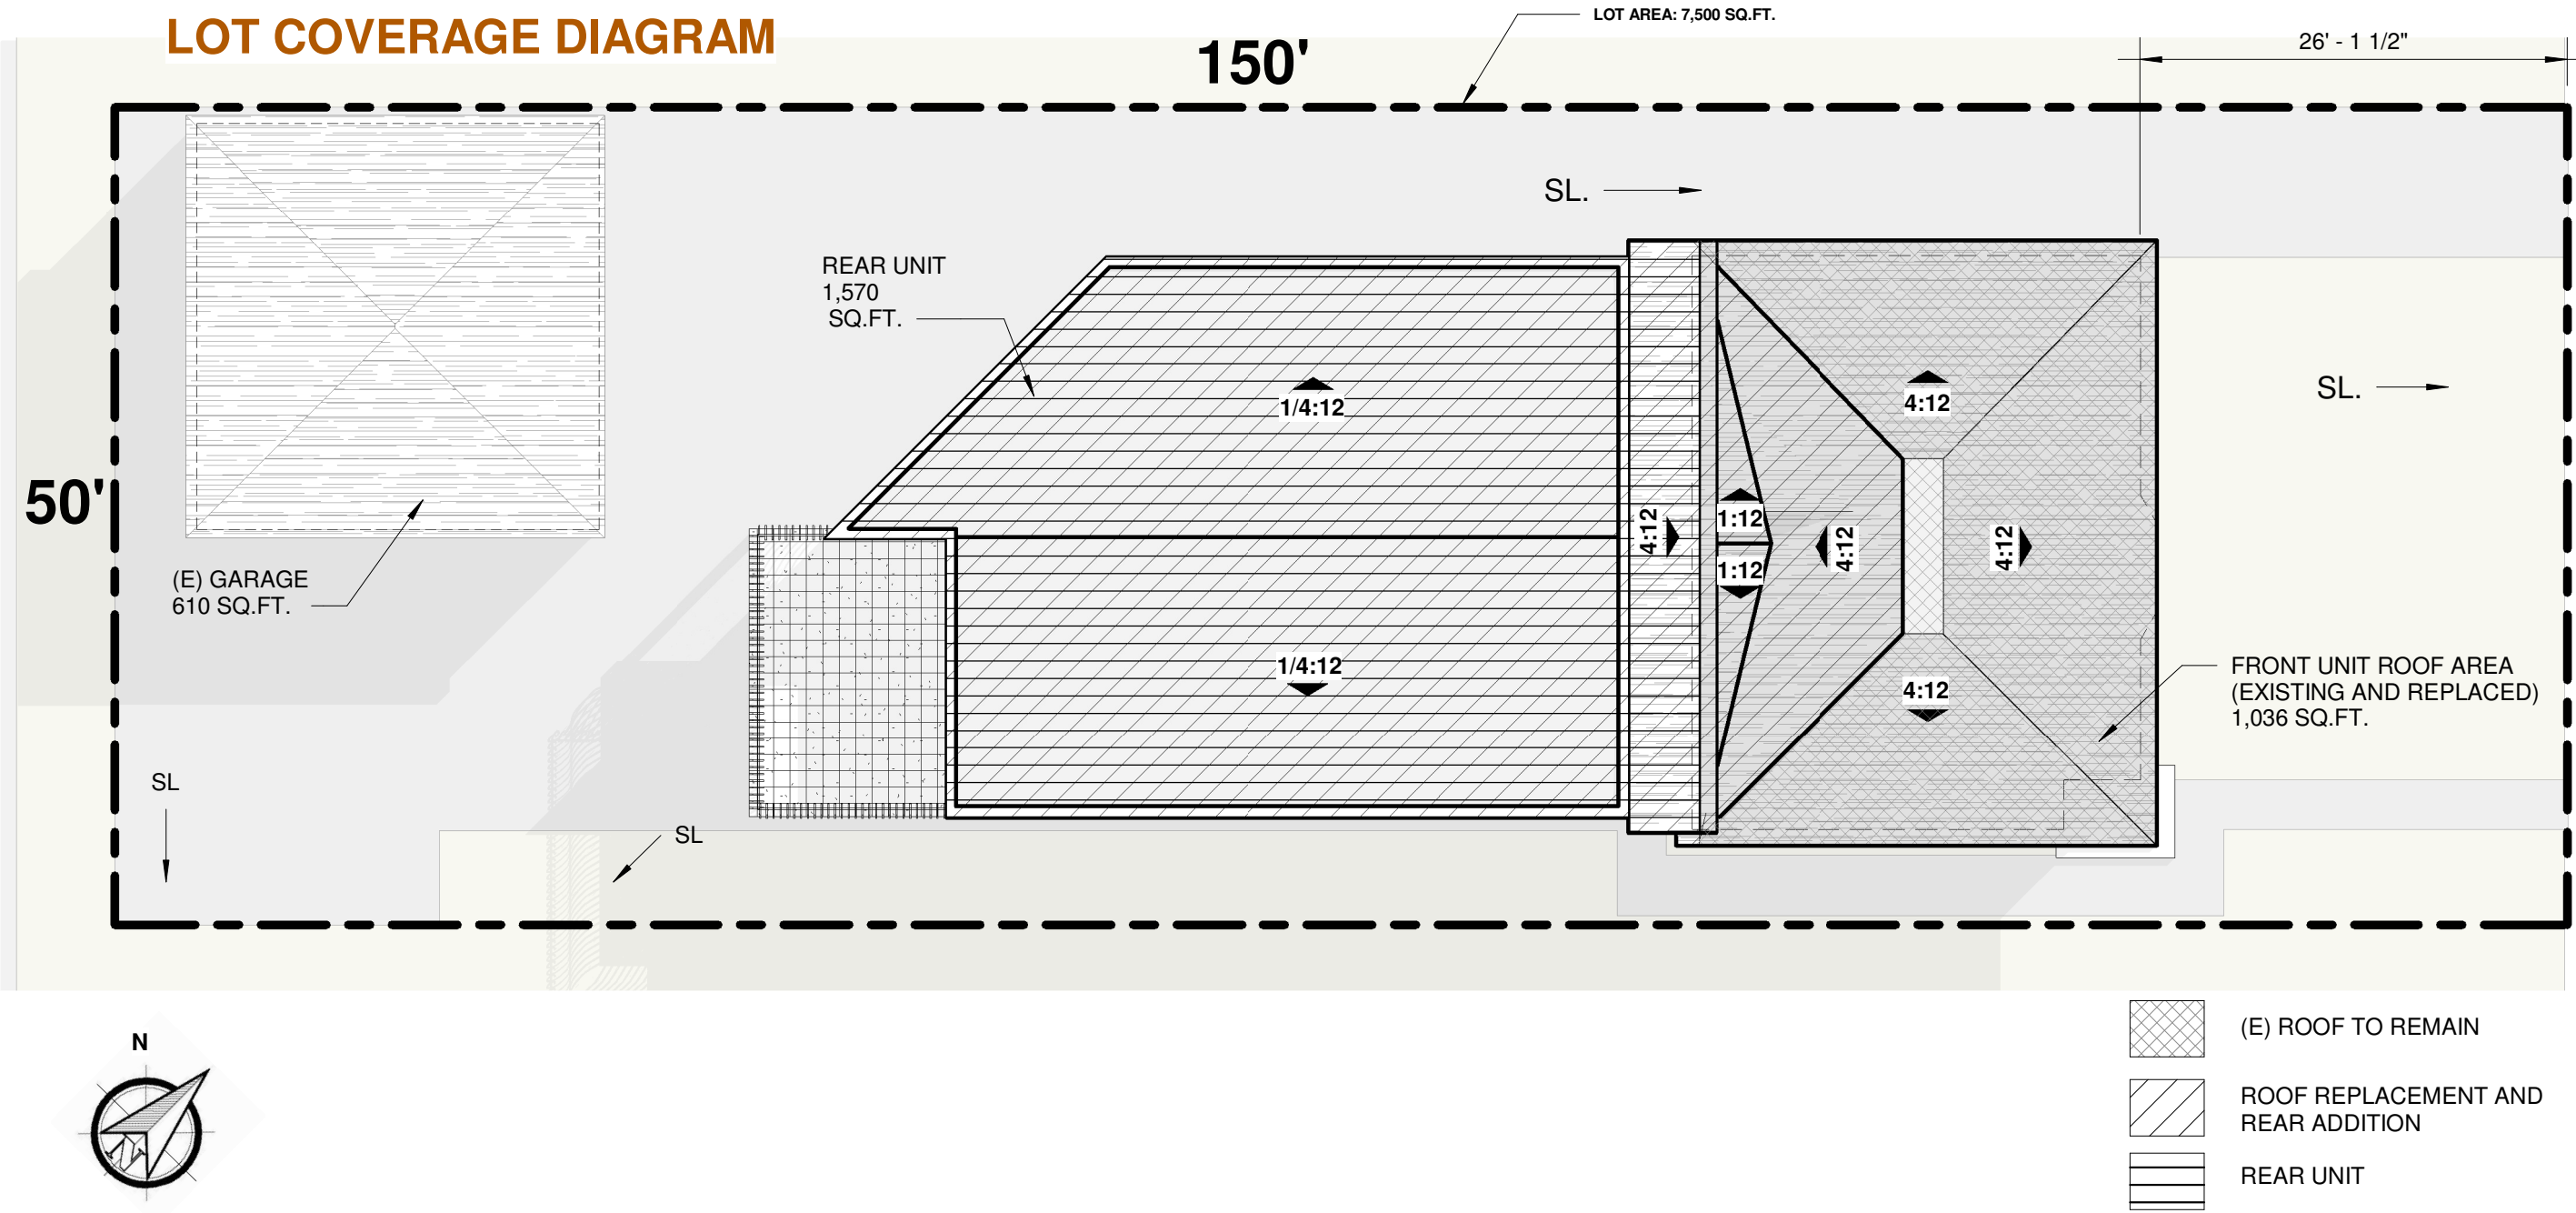 LOT COVERAGE DIAGRAM
LOT AREA: 7,500 SQ.FT.
150'
26' - 1 1/2"
SL.
REAR UNIT
1,570
SQ.FT.
1/4:12
4:12
SL.
50'
4:12
1:12
4:12
4:12
1:12
(E) GARAGE
610 SQ.FT.
1/4:12
4:12
FRONT UNIT ROOF AREA
(EXISTING AND REPLACED)
1,036 SQ.FT.
SL
SL
N
N
(E) ROOF TO REMAIN
ROOF REPLACEMENT AND
REAR ADDITION
REAR UNIT